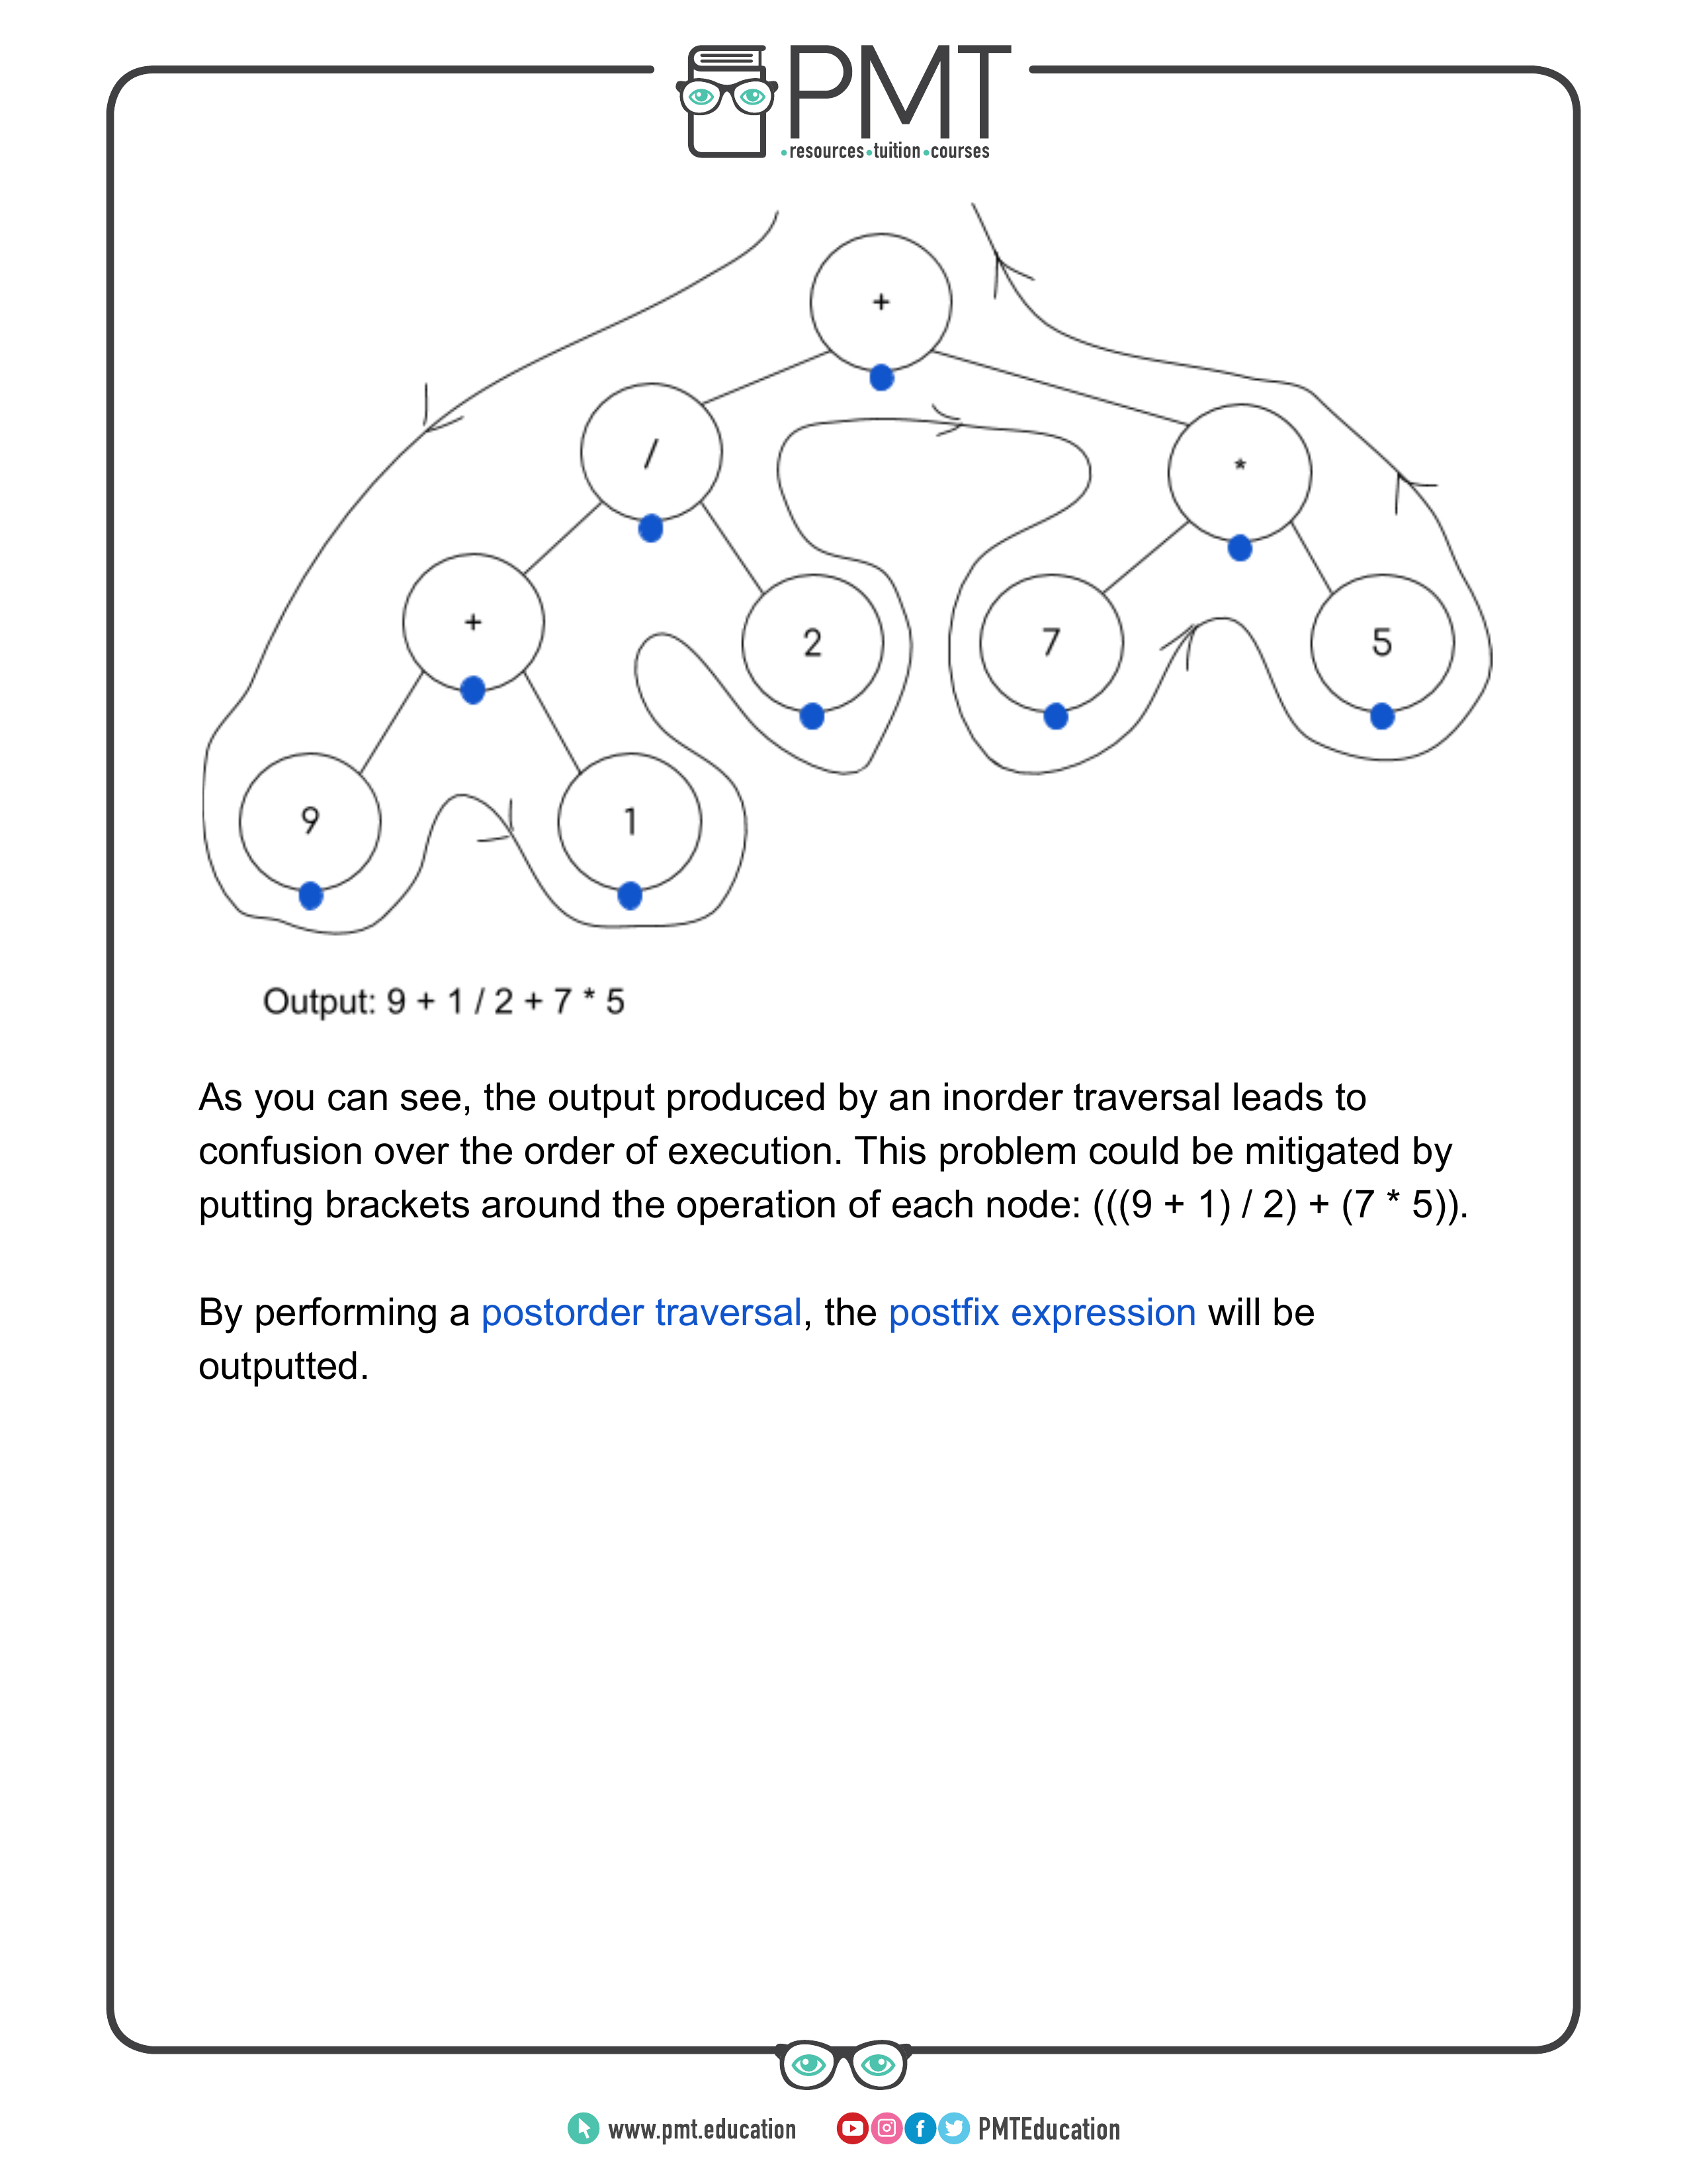 PMT
•resources•tuition•courses
+
/
*
+
2
7
5
9
1
Output: 9 + 1 / 2 + 7 * 5
As you can see, the output produced by an inorder traversal leads to
confusion over the order of execution. This problem could be mitigated by
putting brackets around the operation of each node: (((9 + 1) / 2) + (7 * 5)).
By performing a postorder traversal, the postfix expression will be
outputted.
www.pmt.education PMTEducation